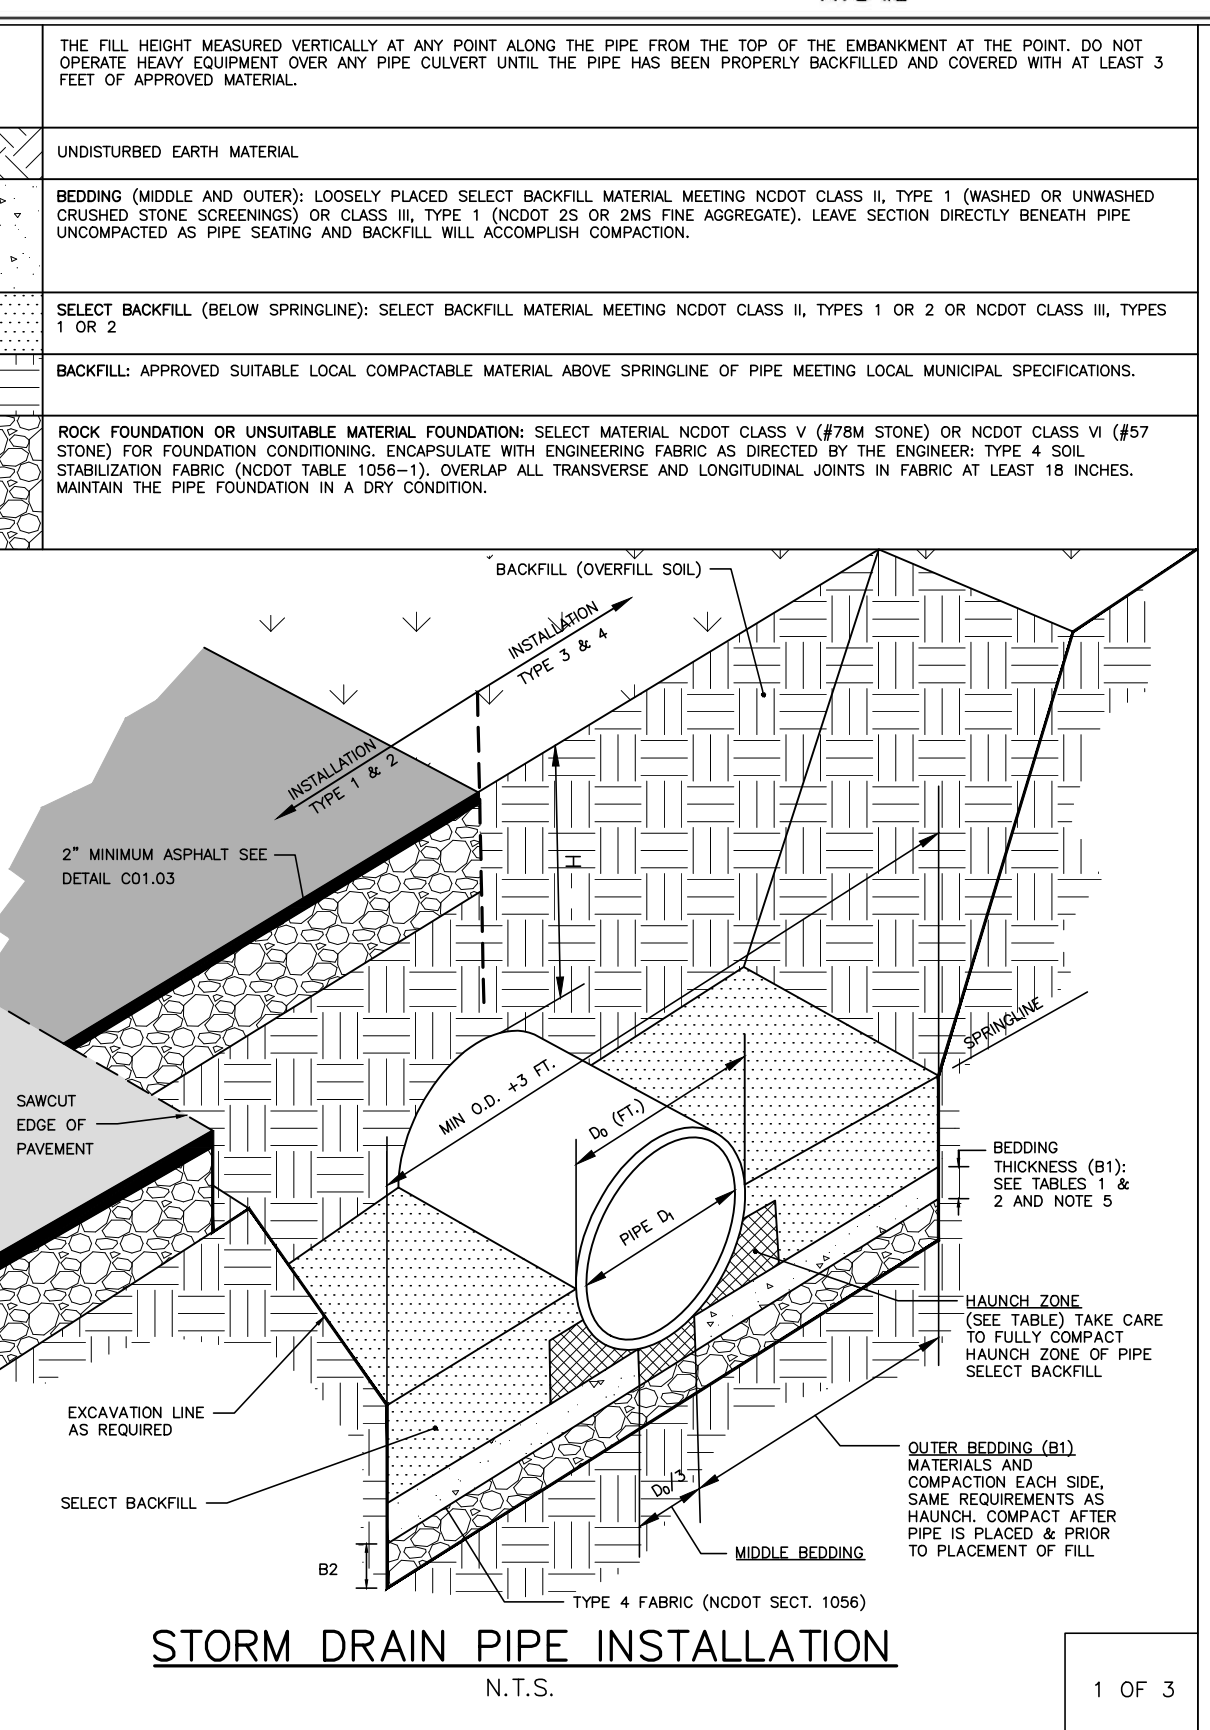 THE FILL HEIGHT MEASURED VERTICALLY AT ANY POINT ALONG THE PIPE FROM THE TOP OF THE EMBANKMENT AT THE POINT. DO NOT
OPERATE HEAVY EQUIPMENT OVER ANY PIPE CULVERT UNTIL THE PIPE HAS BEEN PROPERLY BACKFILLED AND COVERED WITH AT LEAST 3
FEET OF APPROVED MATERIAL.
UNDISTURBED EARTH MATERIAL
BEDDING (MIDDLE AND OUTER): LOOSELY PLACED SELECT BACKFILL MATERIAL MEETING NCDOT CLASS II, TYPE 1 (WASHED OR UNWASHED
CRUSHED STONE SCREENINGS) OR CLASS III, TYPE 1 (NCDOT 2S OR 2MS FINE AGGREGATE). LEAVE SECTION DIRECTLY BENEATH PIPE
UNCOMPACTED AS PIPE SEATING AND BACKFILL WILL ACCOMPLISH COMPACTION.
SELECT BACKFILL (BELOW SPRINGLINE): SELECT BACKFILL MATERIAL MEETING NCDOT CLASS II, TYPES 1 OR 2 OR NCDOT CLASS III, TYPES
1 OR 2
BACKFILL: APPROVED SUITABLE LOCAL COMPACTABLE MATERIAL ABOVE SPRINGLINE OF PIPE MEETING LOCAL MUNICIPAL SPECIFICATIONS.
ROCK FOUNDATION OR UNSUITABLE MATERIAL FOUNDATION: SELECT MATERIAL NCDOT CLASS V (#78M STONE) OR NCDOT CLASS VI (#57
STONE) FOR FOUNDATION CONDITIONING. ENCAPSULATE WITH ENGINEERING FABRIC AS DIRECTED BY THE ENGINEER: TYPE 4 SOIL
STABILIZATION FABRIC (NCDOT TABLE 1056-1). OVERLAP ALL TRANSVERSE AND LONGITUDINAL JOINTS IN FABRIC AT LEAST 18 INCHES.
MAINTAIN THE PIPE FOUNDATION IN A DRY CONDITION.
BACKFILL (OVERFILL SOIL)
INSTALLATION
TYPE 3 & 4
INSTALLATION
TYPE 1 & 2
2" MINIMUM ASPHALT SEE
DETAIL C01.03
H
SPRINGLINE
MIN O.D. +3 FT.
D₀ (FT.)
SAWCUT
EDGE OF
PAVEMENT
BEDDING
THICKNESS (B1):
SEE TABLES 1 &
2 AND NOTE 5
PIPE D₁
HAUNCH ZONE
(SEE TABLE) TAKE CARE
TO FULLY COMPACT
HAUNCH ZONE OF PIPE
SELECT BACKFILL
EXCAVATION LINE
AS REQUIRED
OUTER BEDDING (B1)
MATERIALS AND
COMPACTION EACH SIDE,
SAME REQUIREMENTS AS
HAUNCH. COMPACT AFTER
PIPE IS PLACED & PRIOR
TO PLACEMENT OF FILL
SELECT BACKFILL
D₀/3
MIDDLE BEDDING
B2
TYPE 4 FABRIC (NCDOT SECT. 1056)
STORM DRAIN PIPE INSTALLATION
N.T.S.
1 OF 3